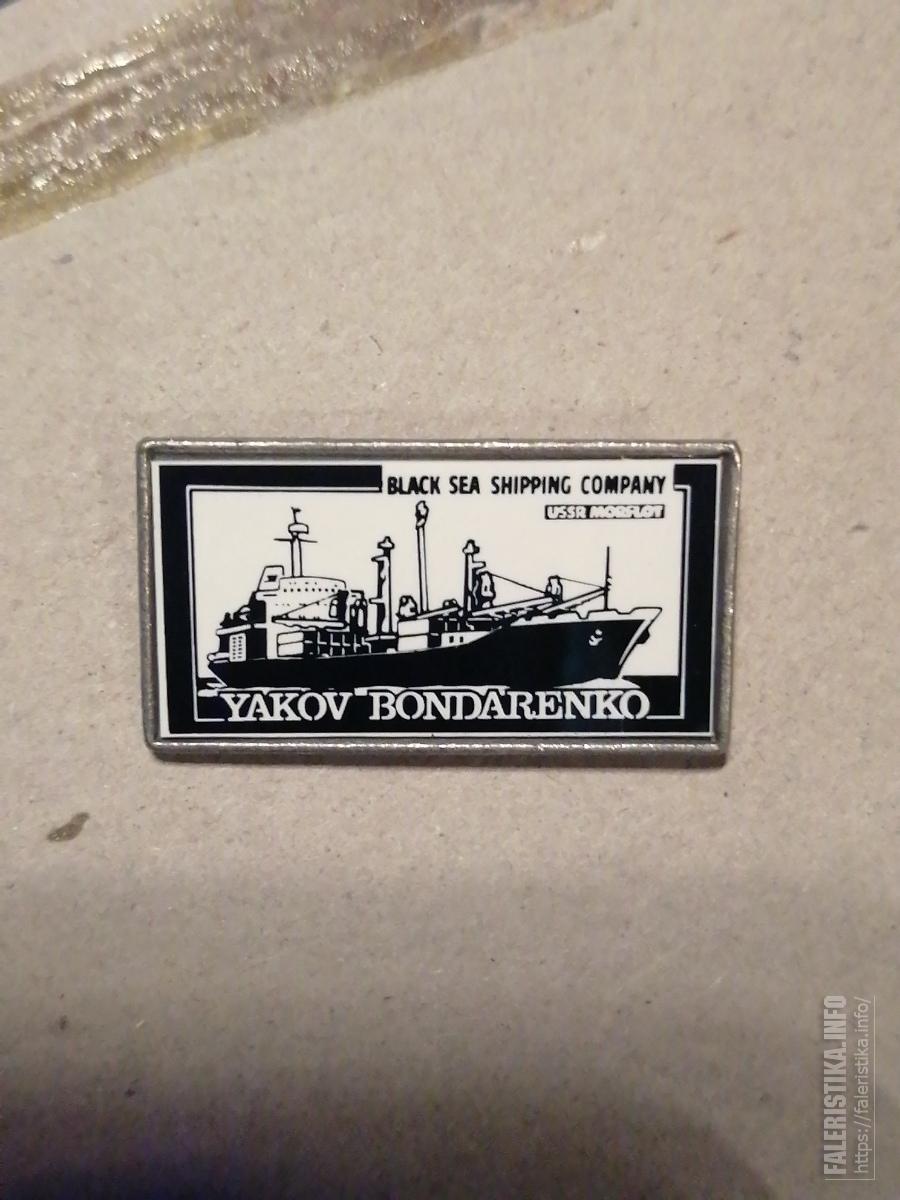 BLACK SEA SHIPPING COMPANY
USSR MORFLOT
YAKOV BONDARENKO
FALERISTIKA.INFO
https://faleristika.info/